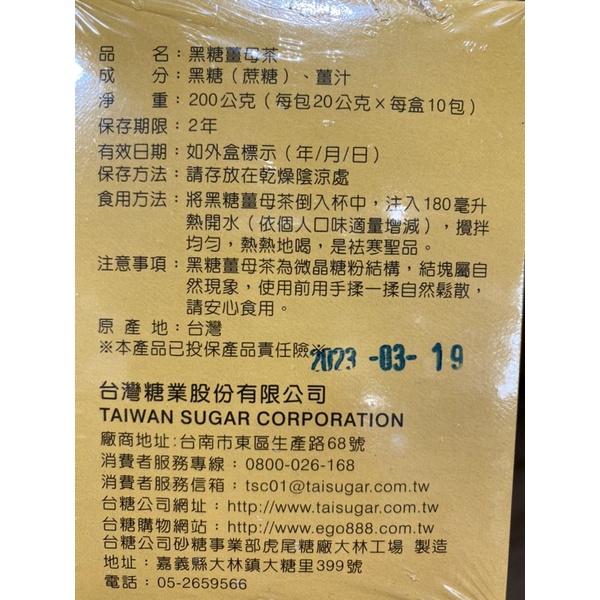 品　名：黑糖薑母茶
成　分：黑糖（蔗糖）、薑汁
淨　重：200公克（每包20公克×每盒10包）
保存期限：2年
有效日期：如外盒標示（年/月/日）
保存方法：請存放在乾燥陰涼處
食用方法：將黑糖薑母茶倒入杯中，注入180毫升
熱開水（依個人口味適量增減），攪拌
均勻，熱熱地喝，是袪寒聖品。
注意事項：黑糖薑母茶為微晶糖粉結構，結塊屬自
然現象，使用前用手揉一揉自然鬆散，
請安心食用。
原 產 地：台灣
※本產品已投保產品責任險※
2023 -03- 19
台灣糖業股份有限公司
TAIWAN SUGAR CORPORATION
廠商地址:台南市東區生產路68號
消費者服務專線：0800-026-168
消費者服務信箱：tsc01@taisugar.com.tw
台糖公司網址：http://www.taisugar.com.tw
台糖購物網站：http://www.ego888.com.tw
台糖公司砂糖事業部虎尾糖廠大林工場 製造
地址：嘉義縣大林鎮大糖里399號
電話：05-2659566